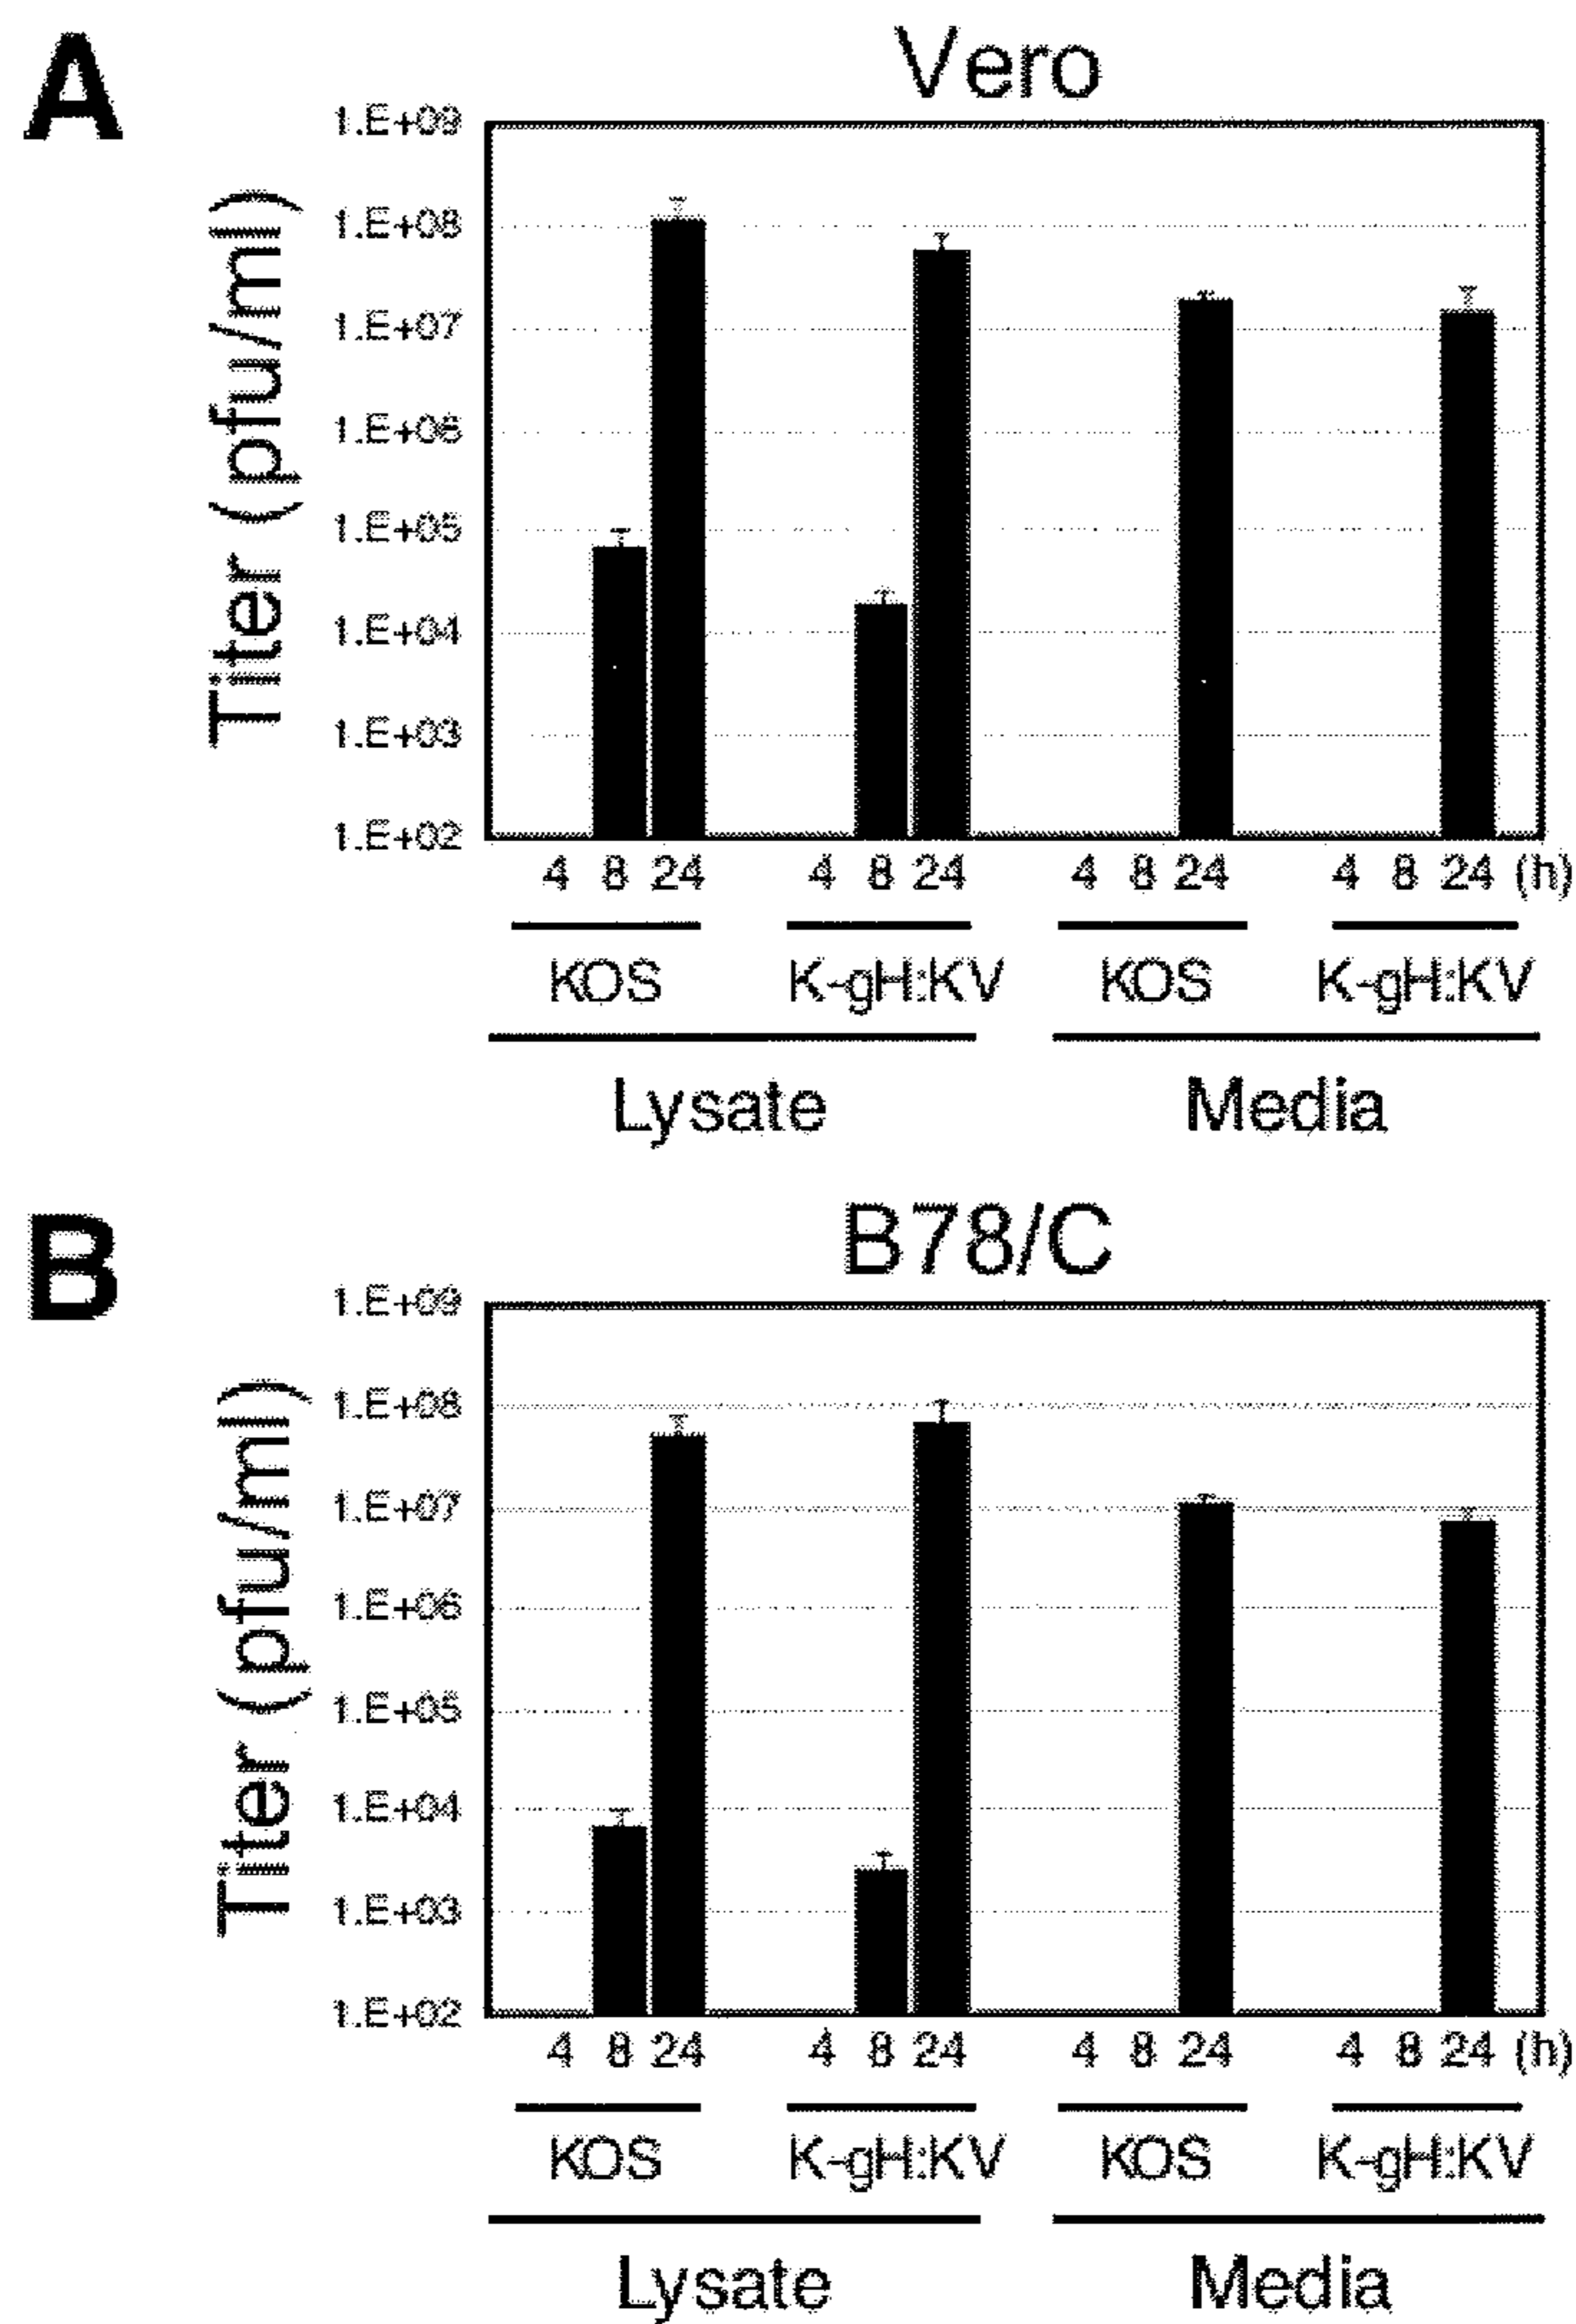 A
Vero
Titer (pfu/ml)
1.E+09
1.E+08
1.E+07
1.E+06
1.E+05
1.E+04
1.E+03
1.E+02
4 8 24 4 8 24 4 8 24 4 8 24 (h)
KOS K-gH:KV KOS K-gH:KV
Lysate Media
B
B78/C
Titer (pfu/ml)
1.E+09
1.E+08
1.E+07
1.E+06
1.E+05
1.E+04
1.E+03
1.E+02
4 8 24 4 8 24 4 8 24 4 8 24 (h)
KOS K-gH:KV KOS K-gH:KV
Lysate Media